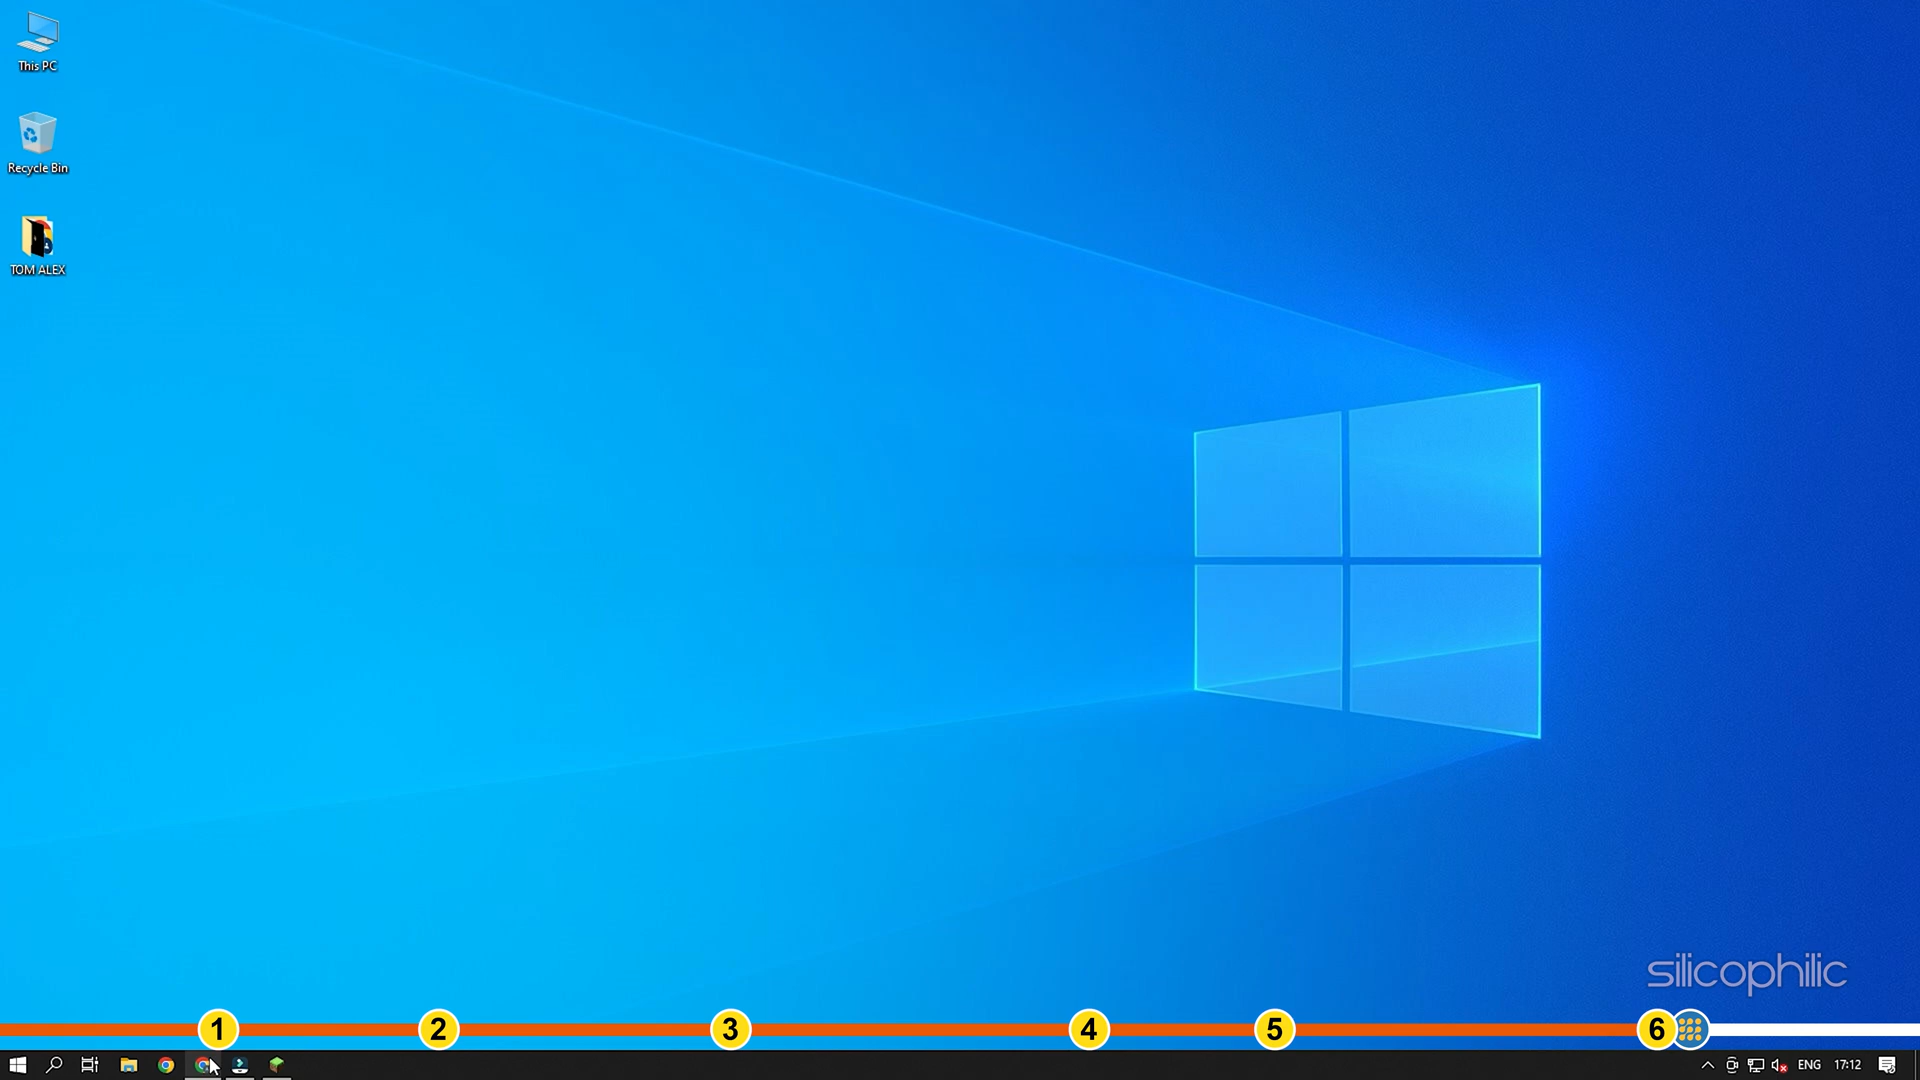 This PC
Recycle Bin
TOM ALEX
silicophilic
1 2 3 4 5 6
ENG 17:12